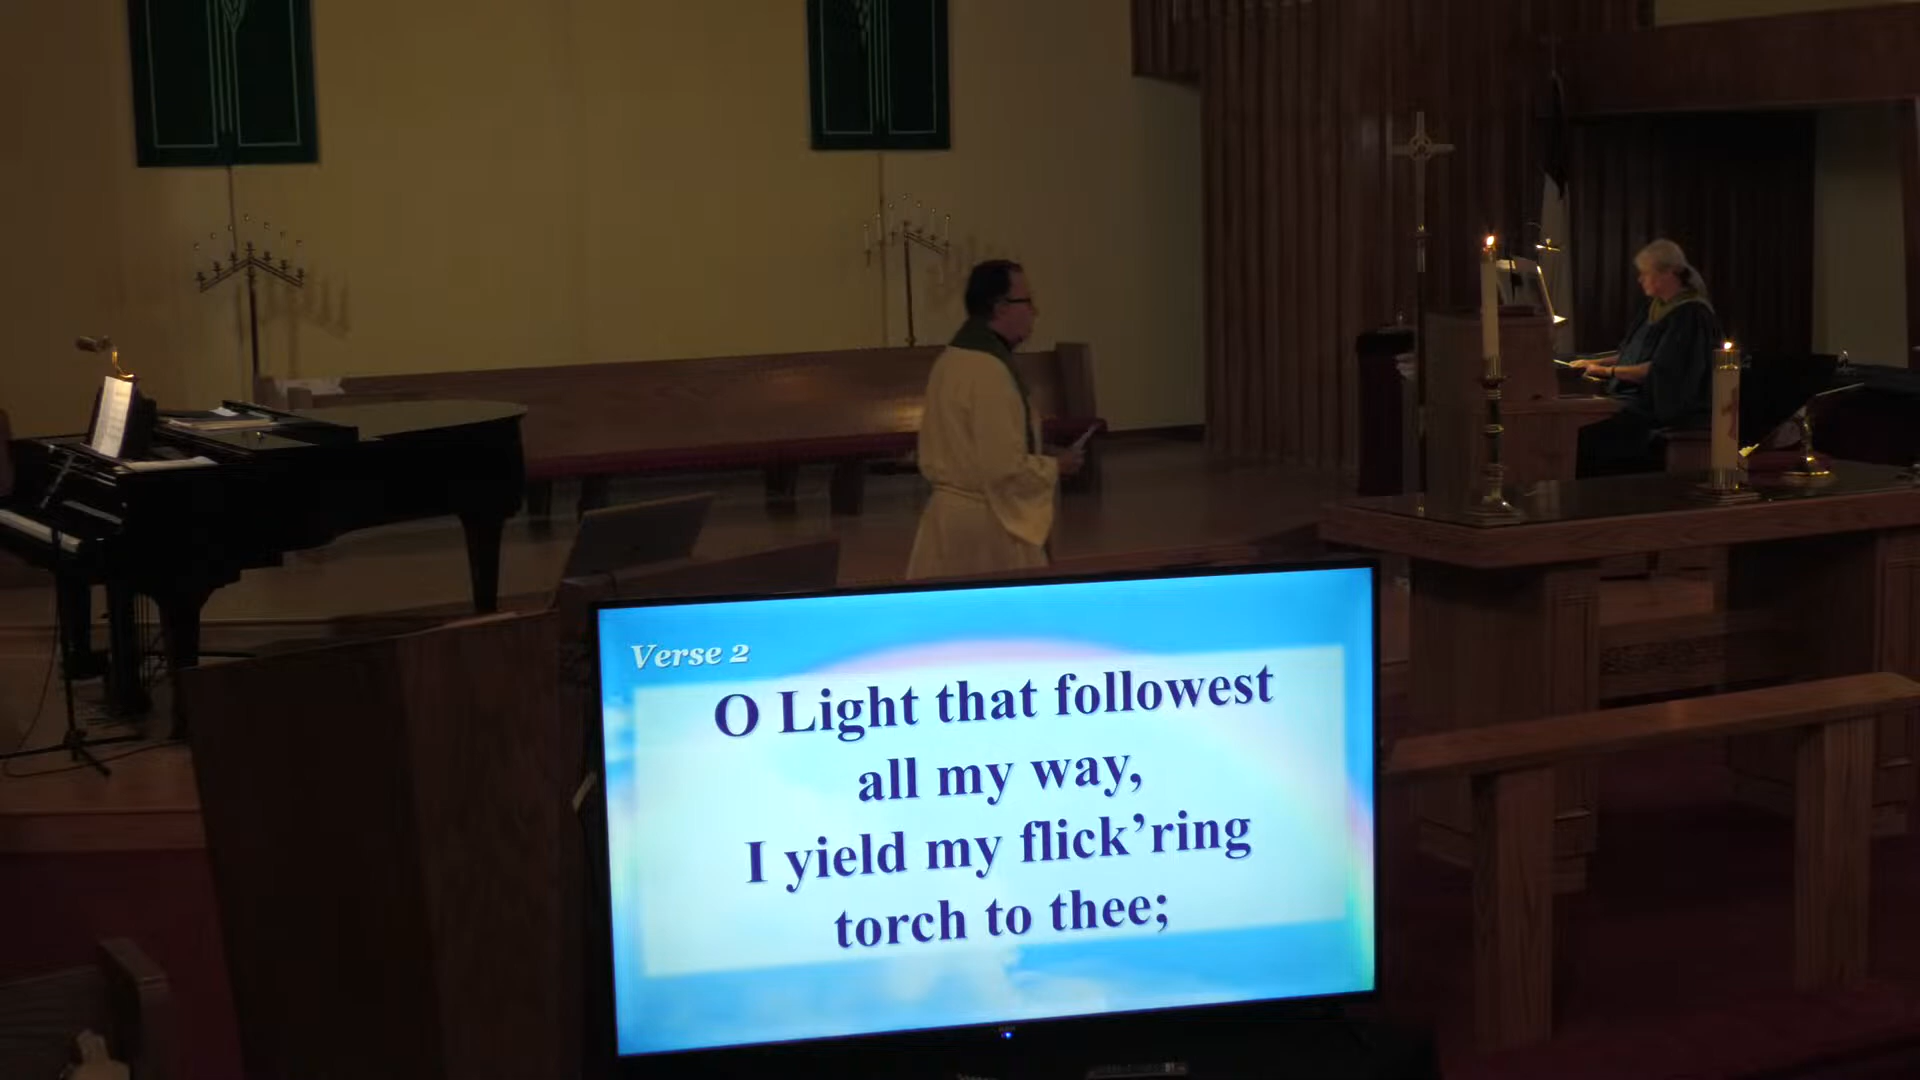 Verse 2
O Light that followest
all my way,
I yield my flick’ring
torch to thee;